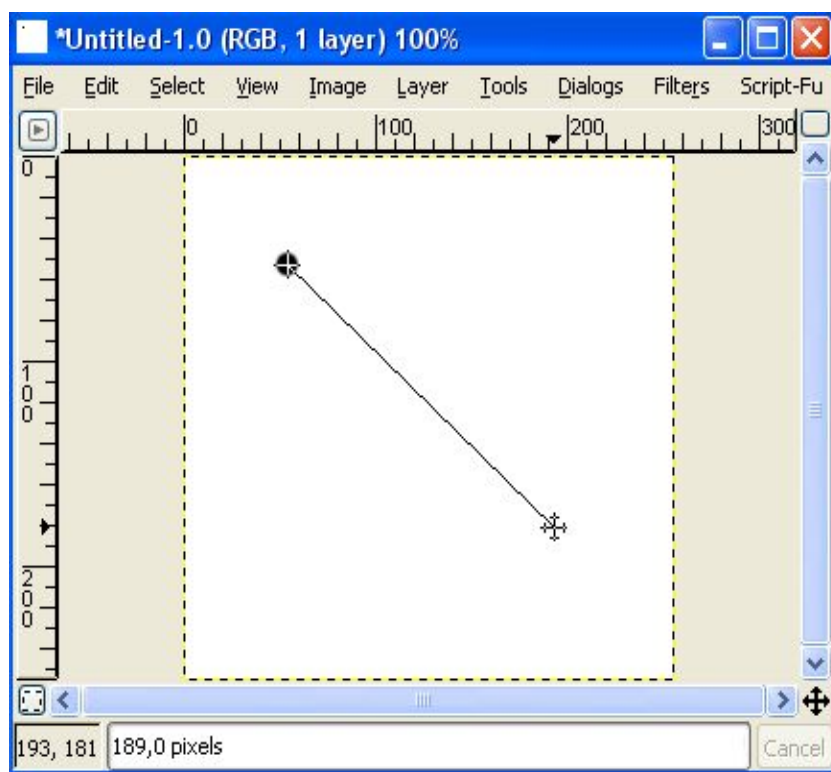 *Untitled-1.0 (RGB, 1 layer) 100%
File Edit Select View Image Layer Tools Dialogs Filters Script-Fu
0 100 200 300
0
100
200
193, 181 189,0 pixels Cancel